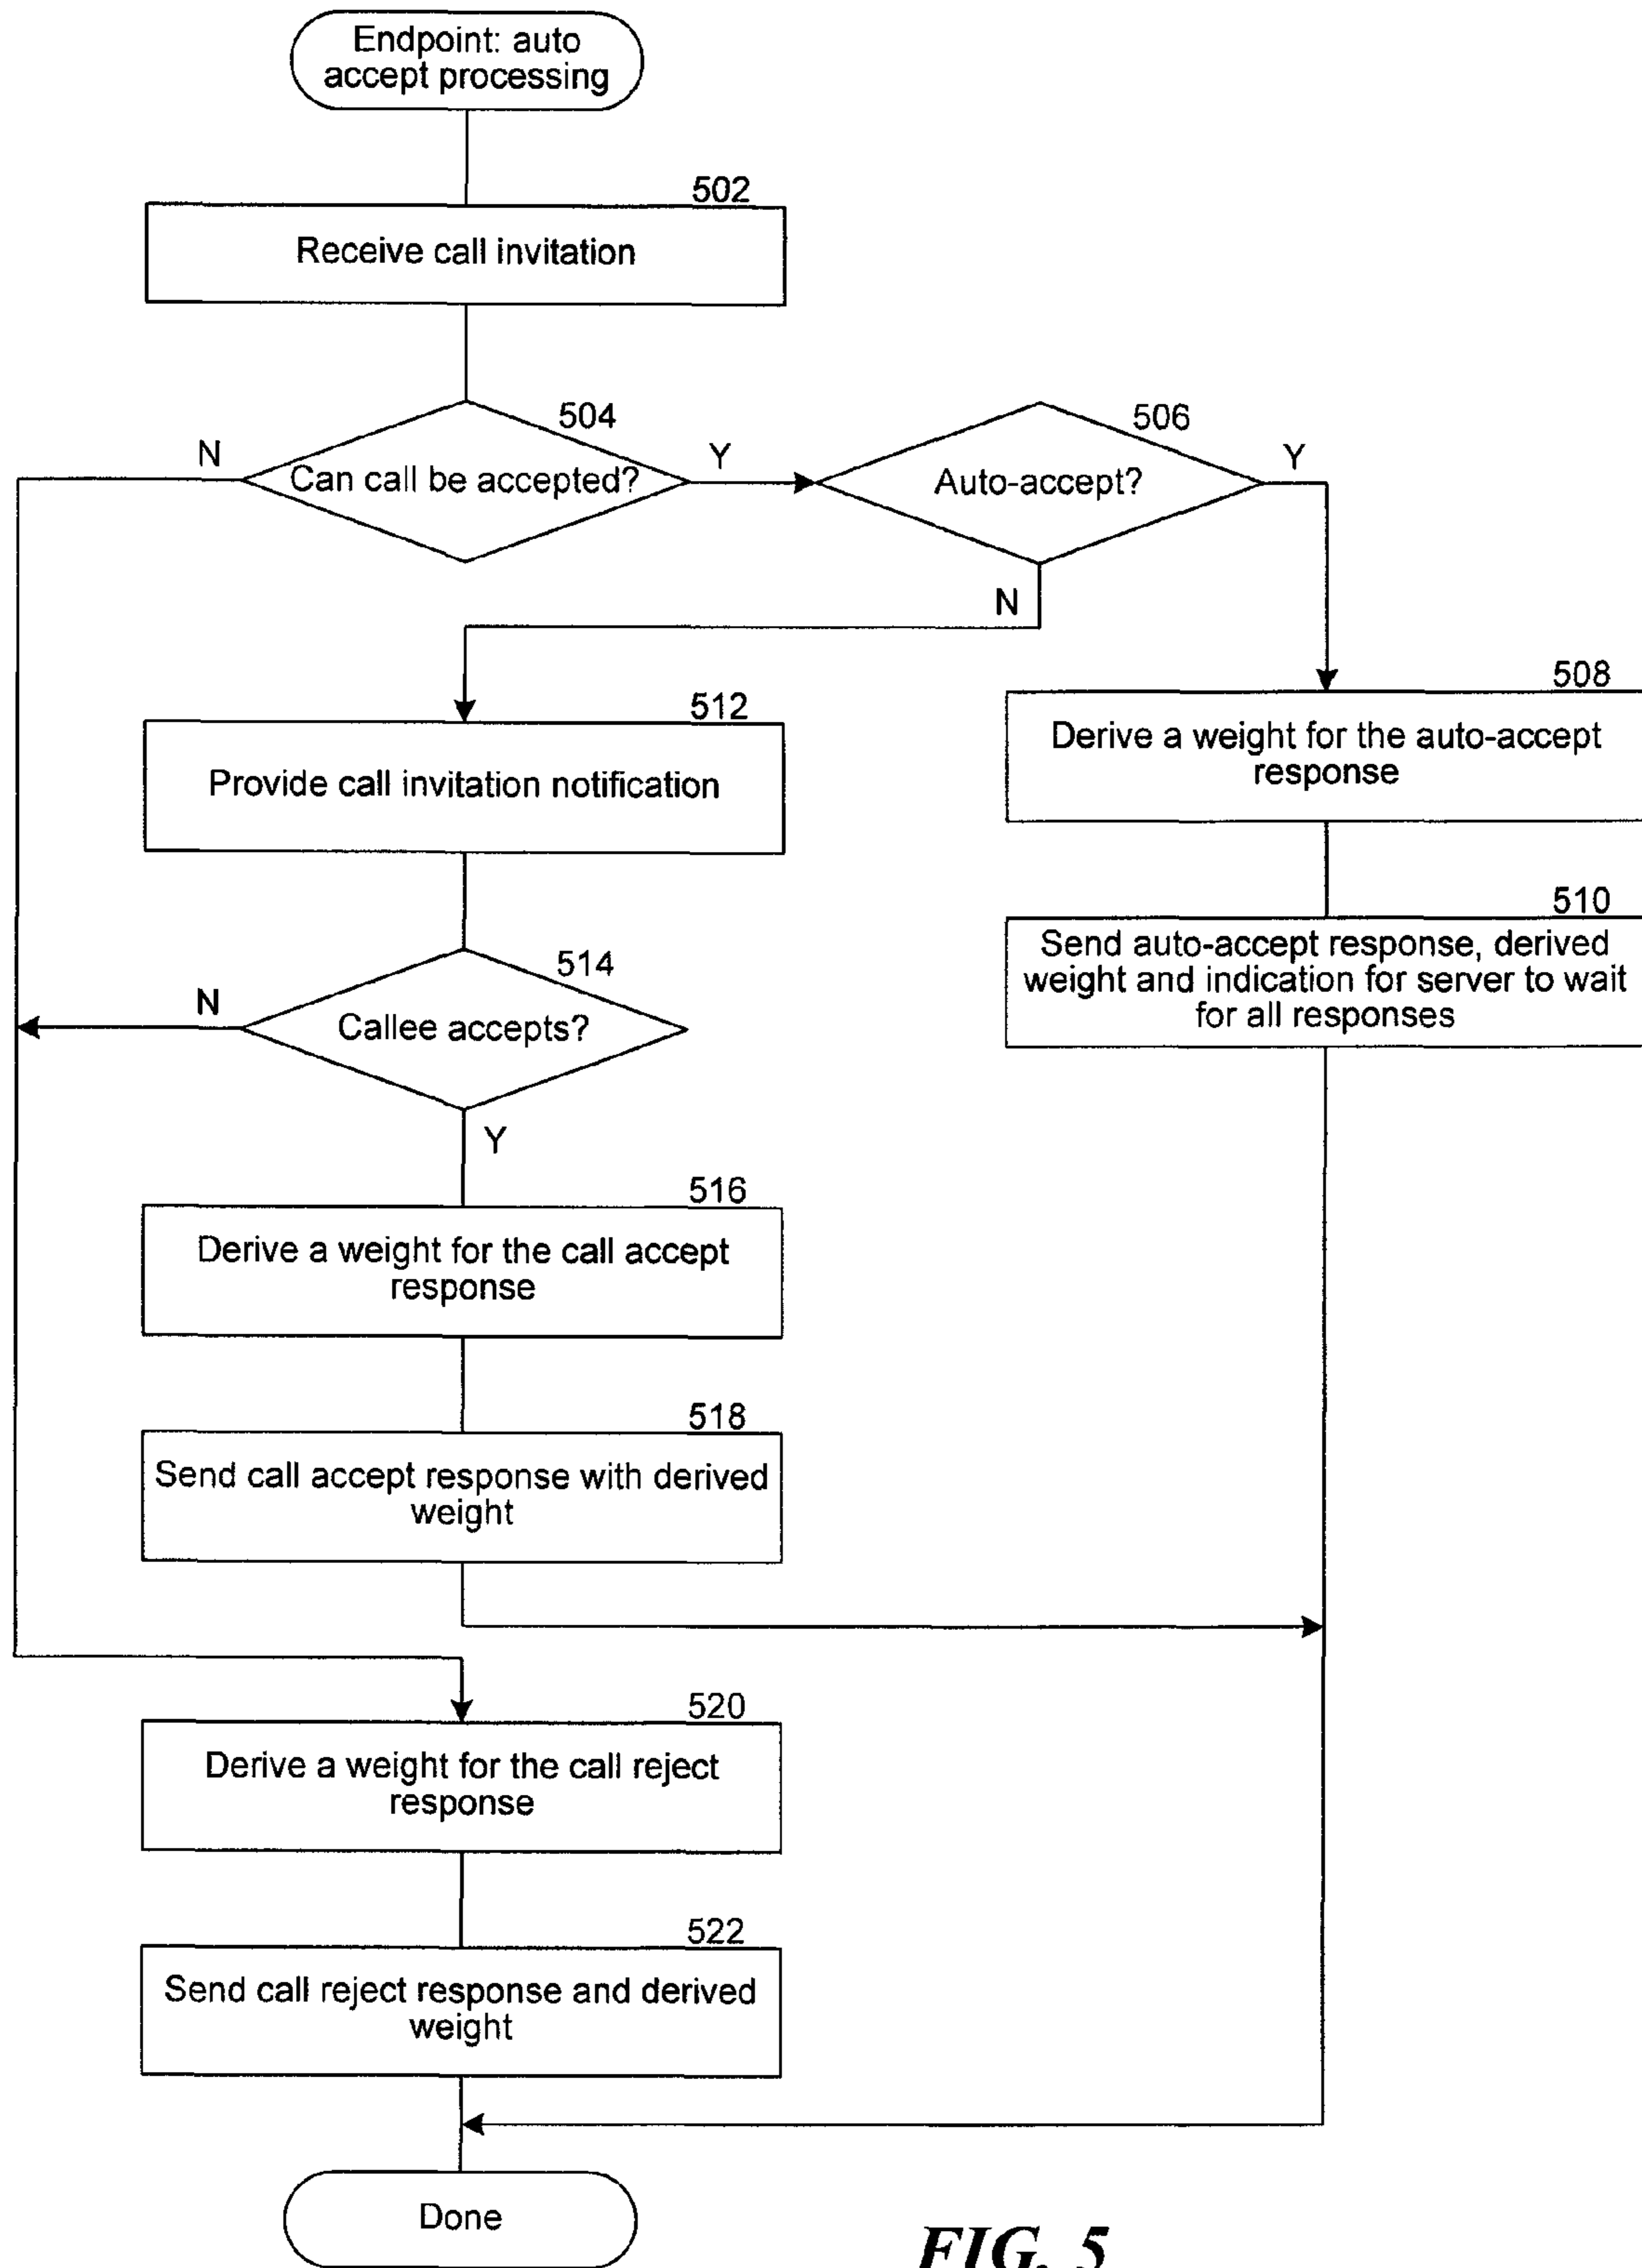 Endpoint: auto
accept processing
502
Receive call invitation
504
N
Can call be accepted?
Y
506
Auto-accept?
Y
N
508
Derive a weight for the auto-accept
response
512
Provide call invitation notification
510
Send auto-accept response, derived
weight and indication for server to wait
for all responses
514
N
Callee accepts?
Y
516
Derive a weight for the call accept
response
518
Send call accept response with derived
weight
520
Derive a weight for the call reject
response
522
Send call reject response and derived
weight
Done
FIG. 5